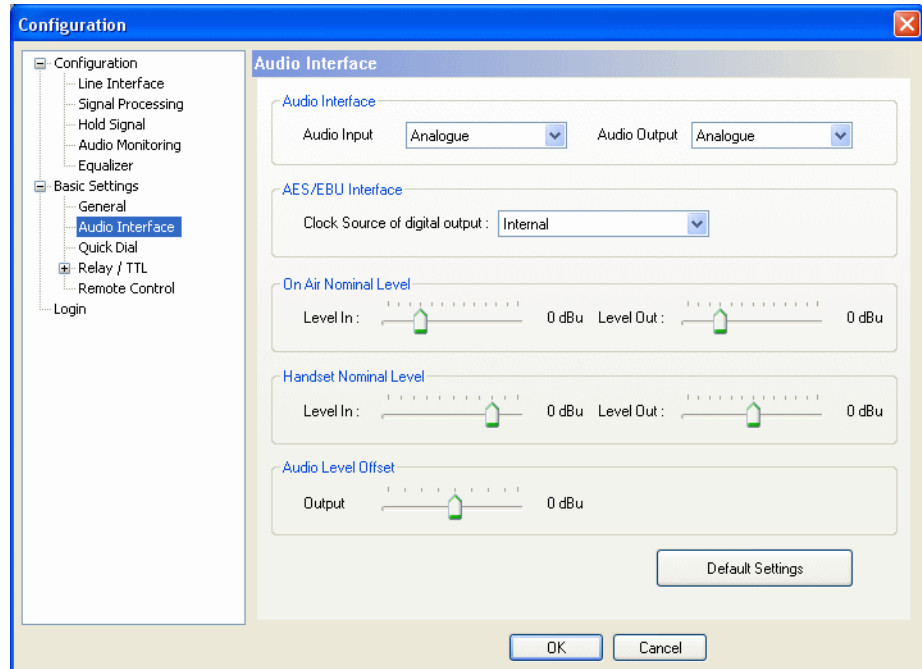 Configuration
Configuration
Line Interface
Signal Processing
Hold Signal
Audio Monitoring
Equalizer
Basic Settings
General
Audio Interface
Quick Dial
Relay / TTL
Remote Control
Login
Audio Interface
Audio Interface
Audio Input Analogue Audio Output Analogue
AES/EBU Interface
Clock Source of digital output : Internal
On Air Nominal Level
Level In : 0 dBu Level Out : 0 dBu
Handset Nominal Level
Level In : 0 dBu Level Out : 0 dBu
Audio Level Offset
Output 0 dBu
Default Settings
OK Cancel